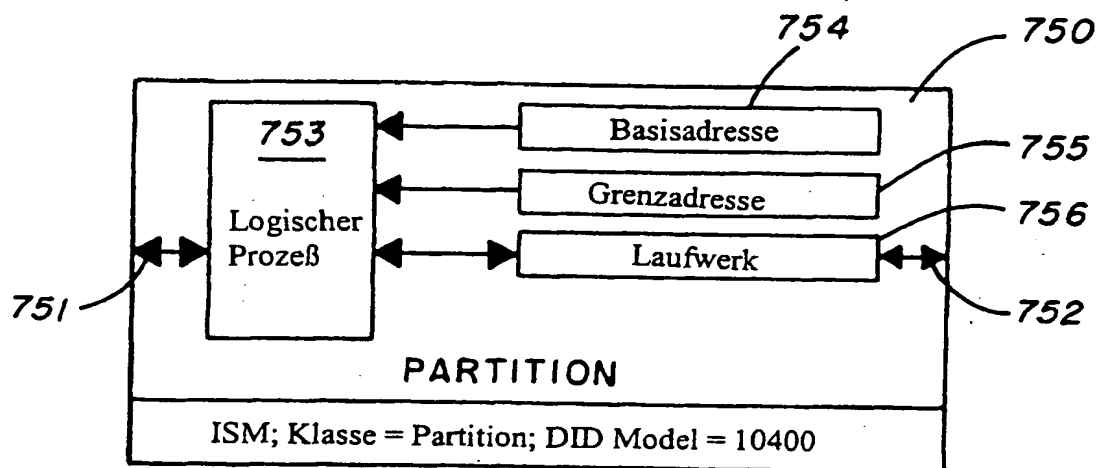 754
750
753
Basisadresse
755
Grenzadresse
756
Logischer
Prozeß
Laufwerk
751
752
PARTITION
ISM; Klasse = Partition; DID Model = 10400